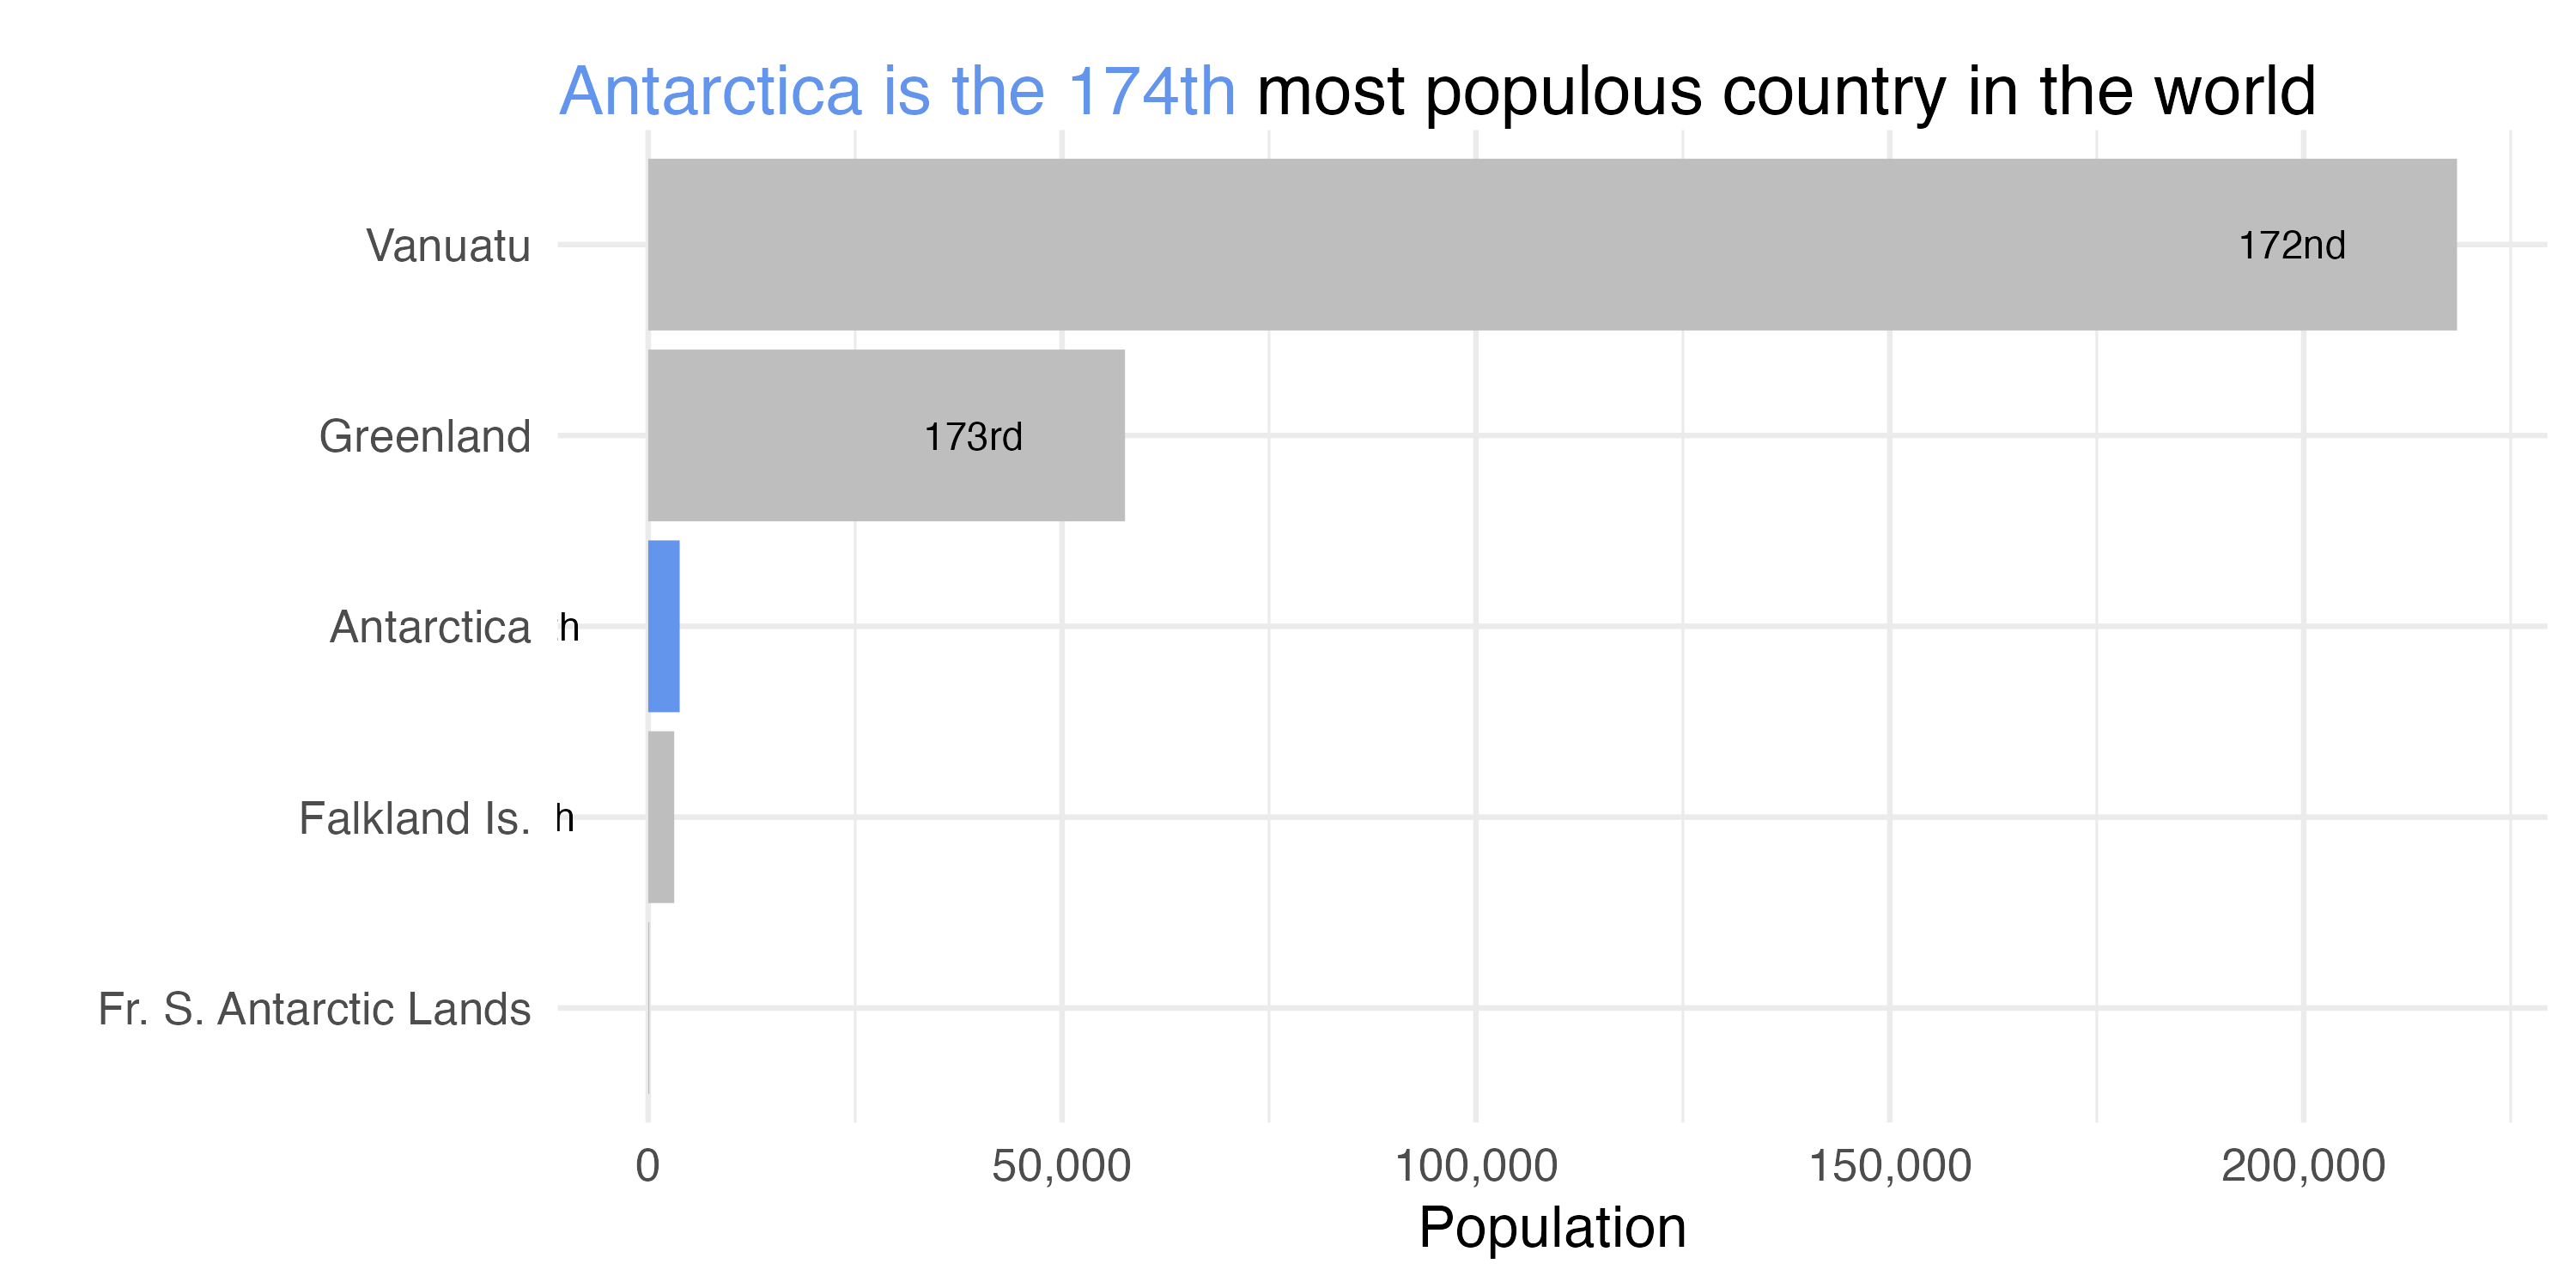 Antarctica is the 174th most populous country in the world
Vanuatu 172nd
Greenland 173rd
Antarctica h
Falkland Is. h
Fr. S. Antarctic Lands
0 50,000 100,000 150,000 200,000
Population